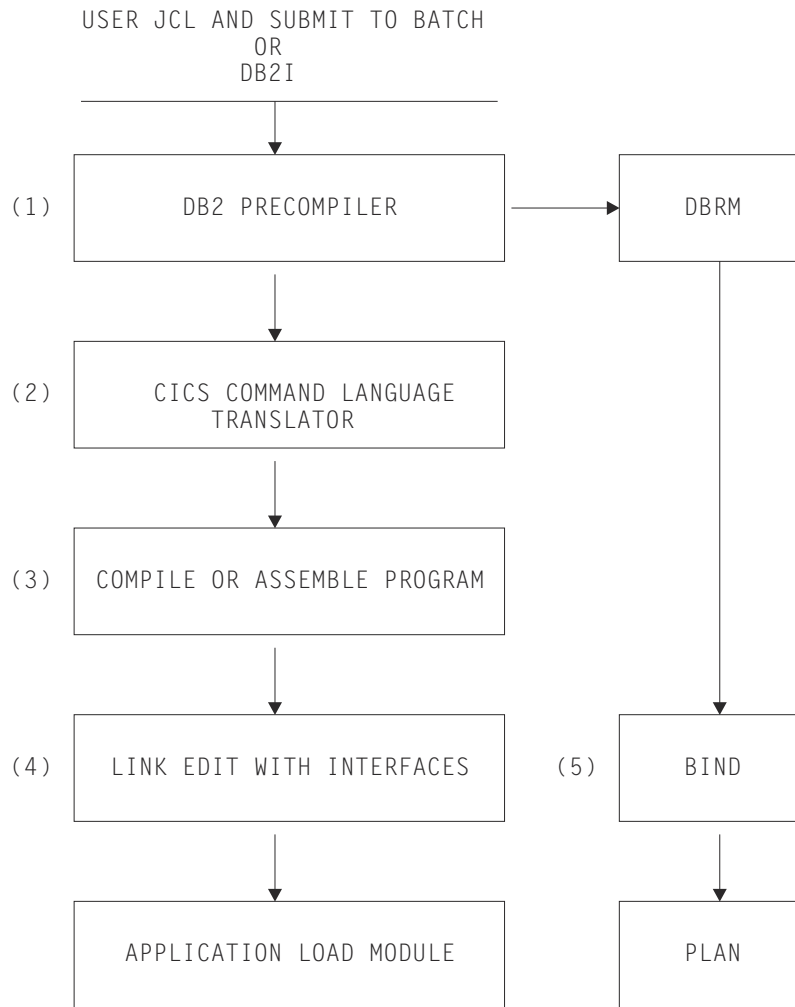 USER JCL AND SUBMIT TO BATCH
OR
DB2I
(1) DB2 PRECOMPILER DBRM
(2) CICS COMMAND LANGUAGE
TRANSLATOR
(3) COMPILE OR ASSEMBLE PROGRAM
(4) LINK EDIT WITH INTERFACES (5) BIND
APPLICATION LOAD MODULE PLAN